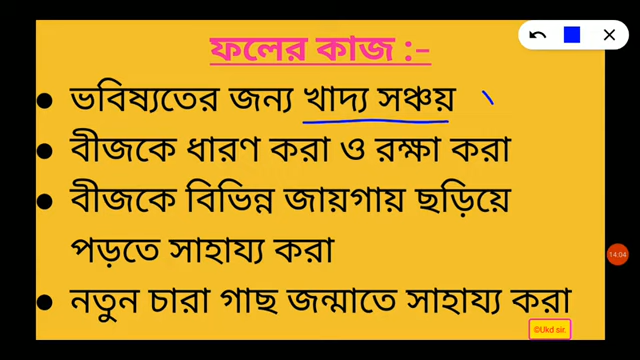 ফলের কাজ :-
● ভবিষ্যতের জন্য খাদ্য সঞ্চয়
● বীজকে ধারণ করা ও রক্ষা করা
● বীজকে বিভিন্ন জায়গায় ছড়িয়ে
পড়তে সাহায্য করা
● নতুন চারা গাছ জন্মাতে সাহায্য করা
14:04
©Ukd sir.